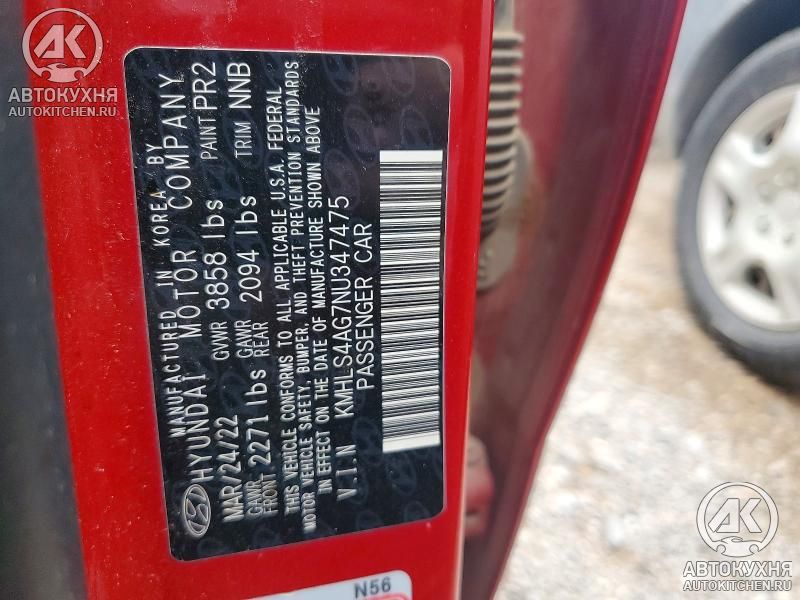 AK
АВТОКУХНЯ
AUTOKITCHEN.RU
MANUFACTURED IN KOREA BY
HYUNDAI MOTOR COMPANY
MAR/24/22 GVWR 3858 lbs PAINT PR2
GAWR FRONT 2271 lbs GAWR REAR 2094 lbs TRIM NNB
THIS VEHICLE CONFORMS TO ALL APPLICABLE U.S.A. FEDERAL
MOTOR VEHICLE SAFETY, BUMPER, AND THEFT PREVENTION STANDARDS
IN EFFECT ON THE DATE OF MANUFACTURE SHOWN ABOVE
V.I.N KMHLS4AG7NU347475
PASSENGER CAR
N56
AK
АВТОКУХНЯ
AUTOKITCHEN.RU